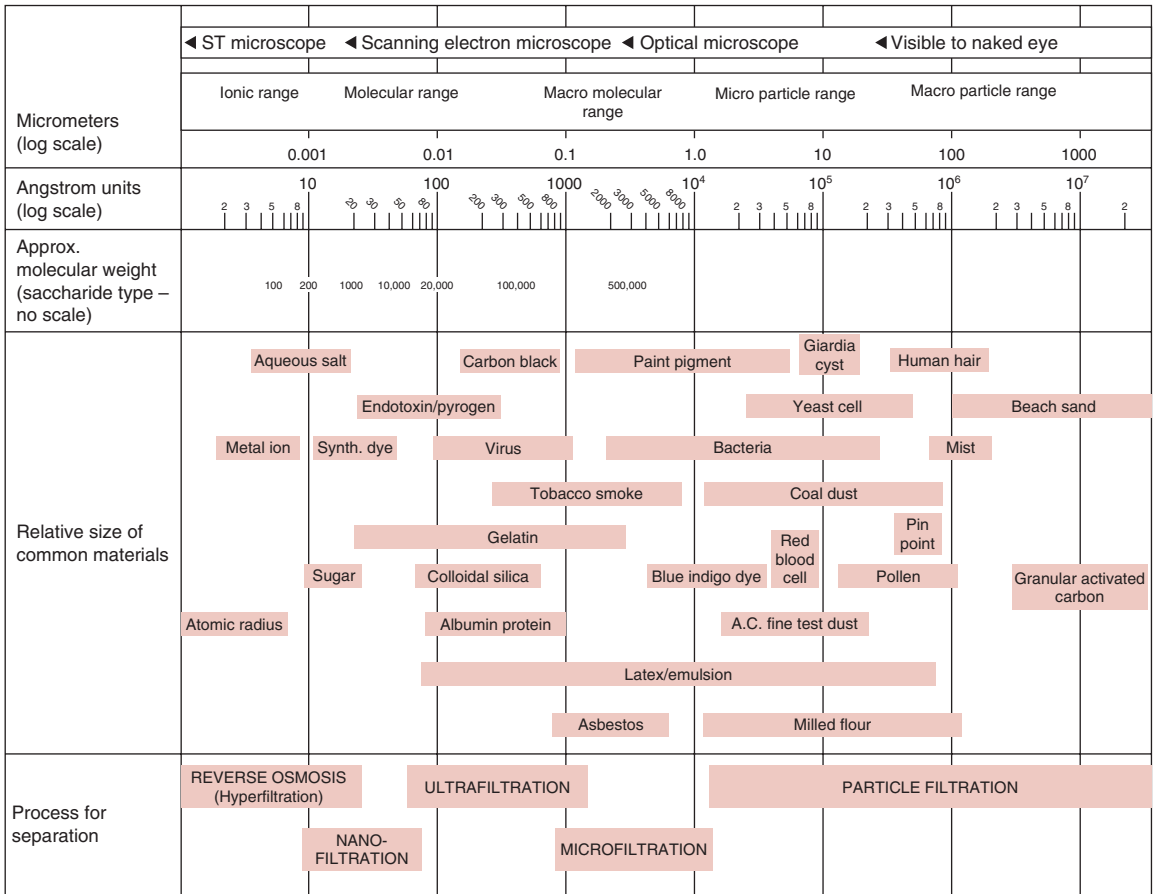 ◄ ST microscope ◄ Scanning electron microscope ◄ Optical microscope ◄ Visible to naked eye
Micrometers
(log scale)
Ionic range Molecular range Macro molecular
range Micro particle range Macro particle range
0.001 0.01 0.1 1.0 10 100 1000
Angstrom units
(log scale)
10 100 1000 10⁴ 10⁵ 10⁶ 10⁷
2 3 5 8 20 30 50 80 200 300 500 800 2000 3000 5000 8000 2 3 5 8 2 3 5 8 2 3 5 8 2
Approx.
molecular weight
(saccharide type –
no scale)
100 200 1000 10,000 20,000 100,000 500,000
Relative size of
common materials
Aqueous salt Carbon black Paint pigment Giardia
cyst Human hair
Endotoxin/pyrogen Yeast cell Beach sand
Metal ion Synth. dye Virus Bacteria Mist
Tobacco smoke Coal dust
Gelatin Red
blood
cell Pin
point
Sugar Colloidal silica Blue indigo dye Pollen Granular activated
carbon
Atomic radius Albumin protein A.C. fine test dust
Latex/emulsion
Asbestos Milled flour
Process for
separation
REVERSE OSMOSIS
(Hyperfiltration) ULTRAFILTRATION PARTICLE FILTRATION
NANO-
FILTRATION MICROFILTRATION